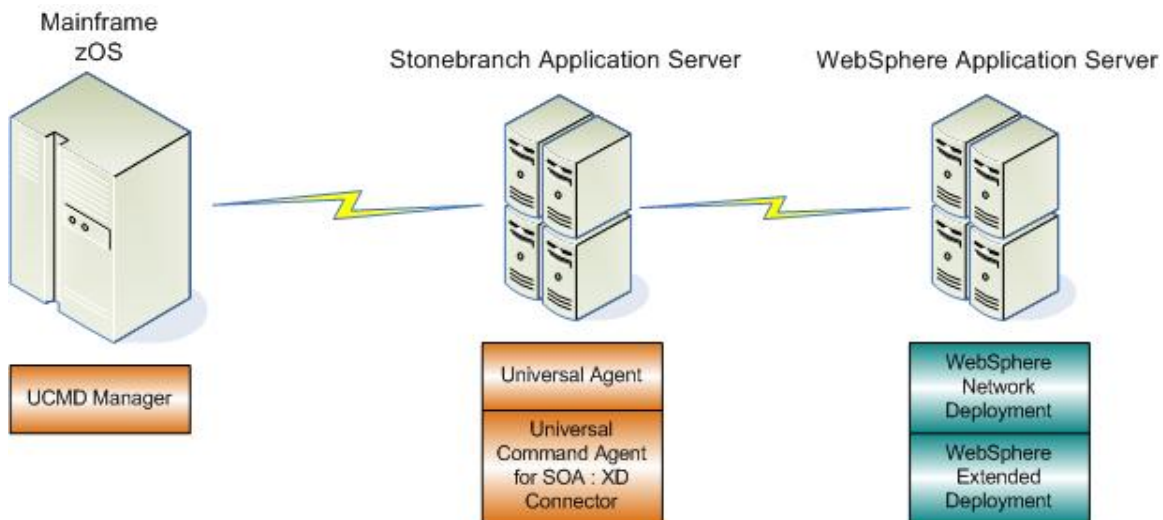 Mainframe
zOS
Stonebranch Application Server
WebSphere Application Server
UCMD Manager
Universal Agent
Universal
Command Agent
for SOA : XD
Connector
WebSphere
Network
Deployment
WebSphere
Extended
Deployment